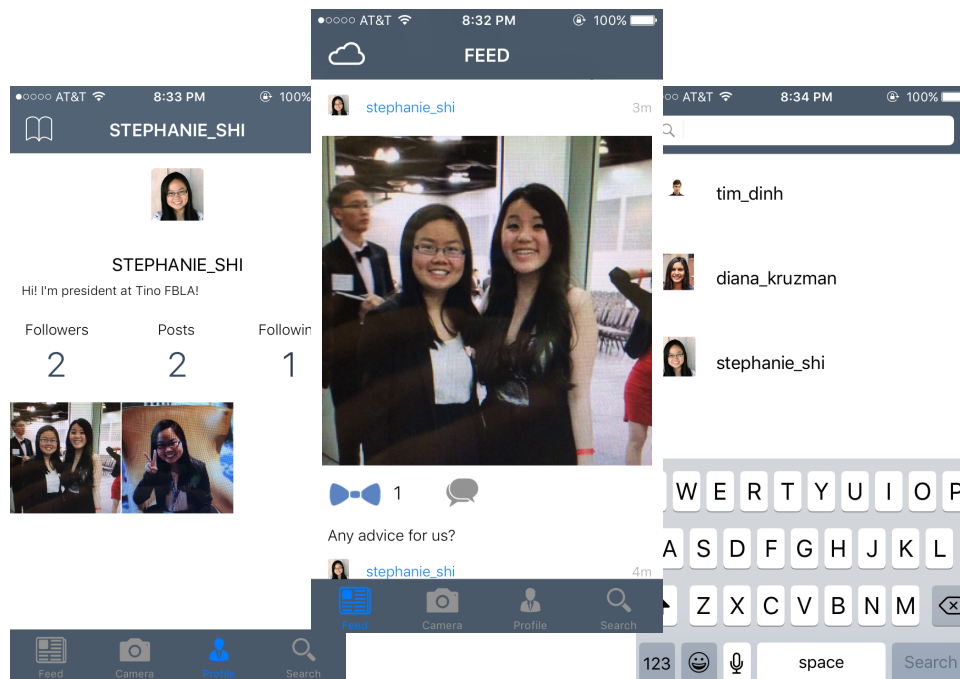 AT&T 8:33 PM 100%
STEPHANIE_SHI
STEPHANIE_SHI
Hi! I'm president at Tino FBLA!
Followers Posts Followin
2 2 1
Feed Camera Profile Search
AT&T 8:32 PM 100%
FEED
stephanie_shi 3m
1
Any advice for us?
stephanie_shi 4m
Feed Camera Profile Search
AT&T 8:34 PM 100%
tim_dinh
diana_kruzman
stephanie_shi
W E R T Y U I O P
A S D F G H J K L
Z X C V B N M
123 space Search